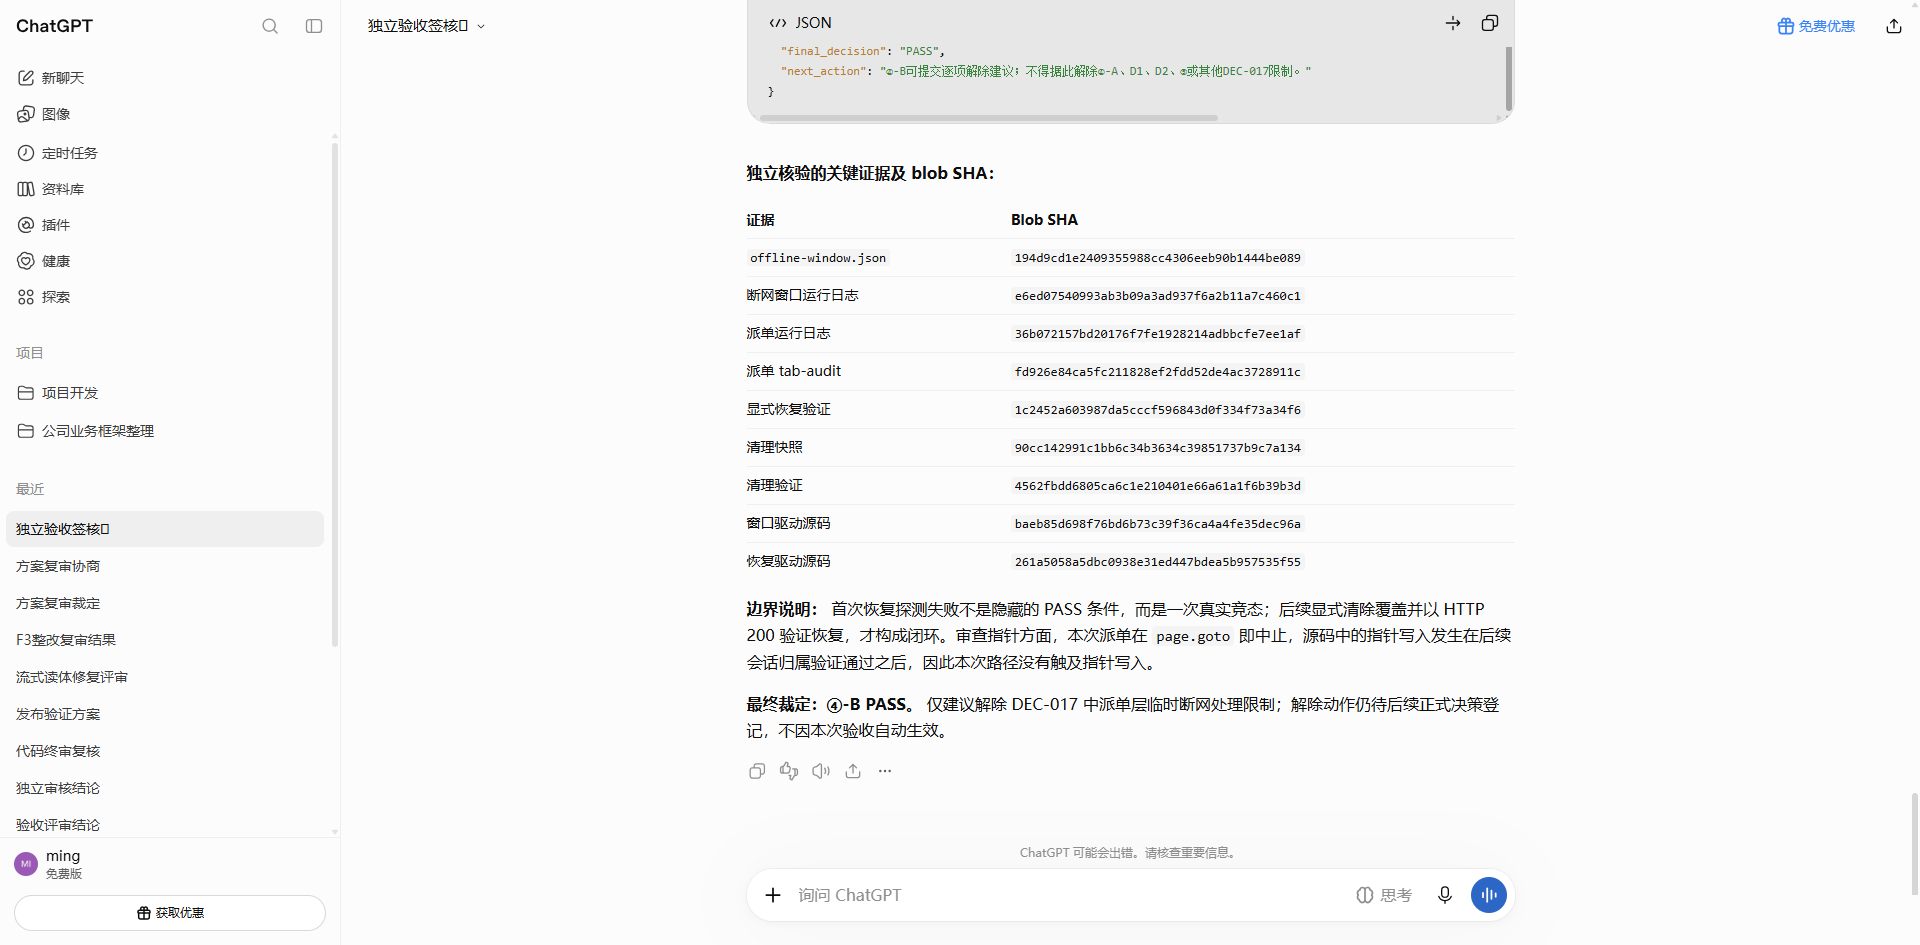 ChatGPT
新聊天
图像
定时任务
资料库
插件
健康
探索
项目
项目开发
公司业务框架整理
最近
独立验收签核
方案复审协商
方案复审裁定
F3整改复审结果
流式读体修复评审
发布验证方案
代码终审复核
独立审核结论
验收评审结论
MI
ming
免费版
获取优惠
独立验收签核
免费优惠
JSON
"final_decision": "PASS",
"next_action": "④-B可提交逐项解除建议；不得据此解除④-A、D1、D2、⑤或其他DEC-017限制。"
}
独立核验的关键证据及 blob SHA：
证据 Blob SHA
offline-window.json 194d9cd1e2409355988cc4306eeb90b1444be089
断网窗口运行日志 e6ed07540993ab3b09a3ad937f6a2b11a7c460c1
派单运行日志 36b072157bd20176f7fe1928214adbbcfe7ee1af
派单 tab-audit fd926e84ca5fc211828ef2fdd52de4ac3728911c
显式恢复验证 1c2452a603987da5cccf596843d0f334f73a34f6
清理快照 90cc142991c1bb6c34b3634c39851737b9c7a134
清理验证 4562fbdd6805ca6c1e210401e66a61a1f6b39b3d
窗口驱动源码 baeb85d698f76bd6b73c39f36ca4a4fe35dec96a
恢复驱动源码 261a5058a5dbc0938e31ed447bdea5b957535f55
边界说明： 首次恢复探测失败不是隐藏的 PASS 条件，而是一次真实竞态；后续显式清除覆盖并以 HTTP
200 验证恢复，才构成闭环。审查指针方面，本次派单在 page.goto 即中止，源码中的指针写入发生在后续
会话归属验证通过之后，因此本次路径没有触及指针写入。
最终裁定：④-B PASS。 仅建议解除 DEC-017 中派单层临时断网处理限制；解除动作仍待后续正式决策登
记，不因本次验收自动生效。
ChatGPT 可能会出错。请核查重要信息。
询问 ChatGPT
思考